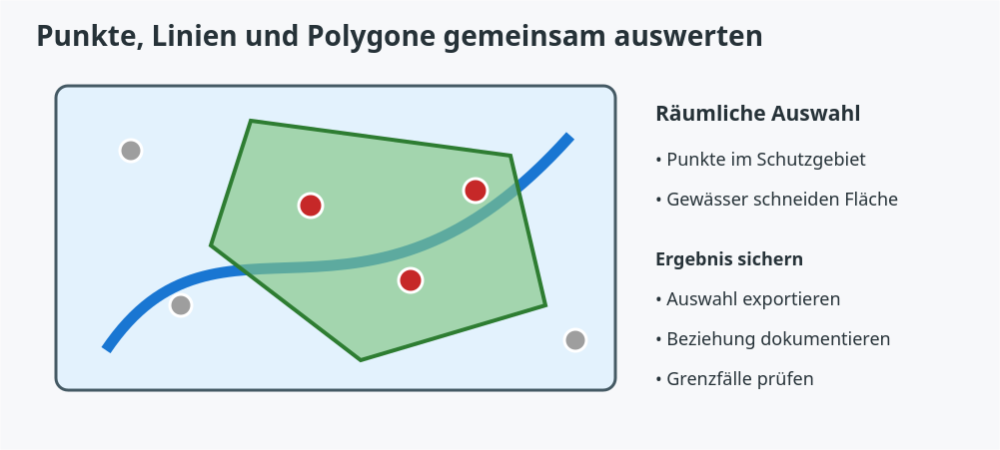 Punkte, Linien und Polygone gemeinsam auswerten
Räumliche Auswahl
• Punkte im Schutzgebiet
• Gewässer schneiden Fläche
Ergebnis sichern
• Auswahl exportieren
• Beziehung dokumentieren
• Grenzfälle prüfen